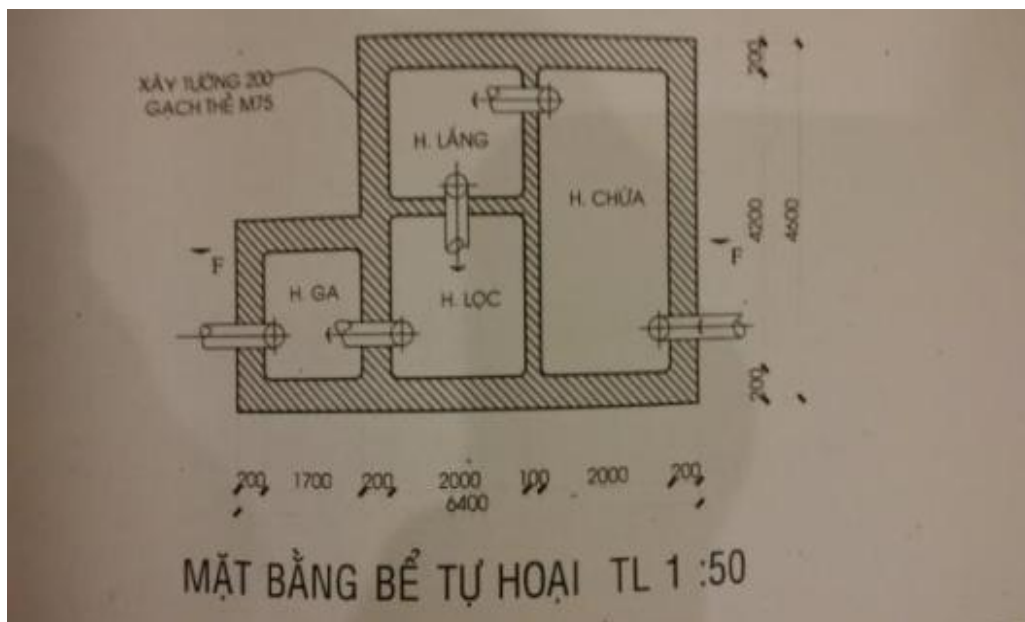 XÂY TƯỜNG 200
GẠCH THẺ M75
H. LẮNG
H. CHỨA
H. GA
H. LỌC
F
F
200
4200
4600
200
200 1700 200 2000 100 2000 200
6400
MẶT BẰNG BỂ TỰ HOẠI TL 1 :50